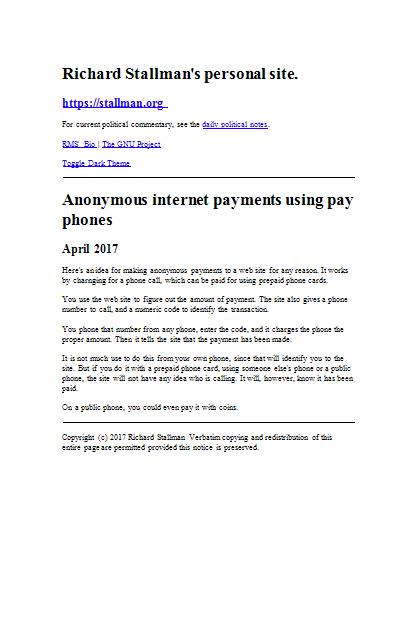 Richard Stallman's personal site.
https://stallman.org
For current political commentary, see the daily political notes.
RMS' Bio | The GNU Project
Toggle Dark Theme
Anonymous internet payments using pay
phones
April 2017
Here's an idea for making anonymous payments to a web site for any reason. It works
by charnging for a phone call, which can be paid for using prepaid phone cards.
You use the web site to figure out the amount of payment. The site also gives a phone
number to call, and a numeric code to identify the transaction.
You phone that number from any phone, enter the code, and it charges the phone the
proper amount. Then it tells the site that the payment has been made.
It is not much use to do this from your own phone, since that will identify you to the
site. But if you do it with a prepaid phone card, using someone else's phone or a public
phone, the site will not have any idea who is calling. It will, however, know it has been
paid.
On a public phone, you could even pay it with coins.
Copyright (c) 2017 Richard Stallman Verbatim copying and redistribution of this
entire page are permitted provided this notice is preserved.